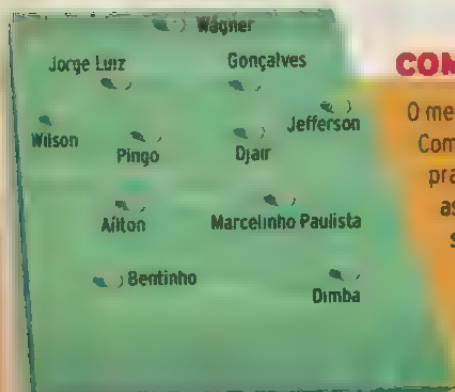 Wagner
Jorge Luiz
Gonçalves
Wilson
Pingo
Djair
Jefferson
Aílton
Marcelinho Paulista
Bentinho
Dimba
COM
O me
Com
pra
as
s